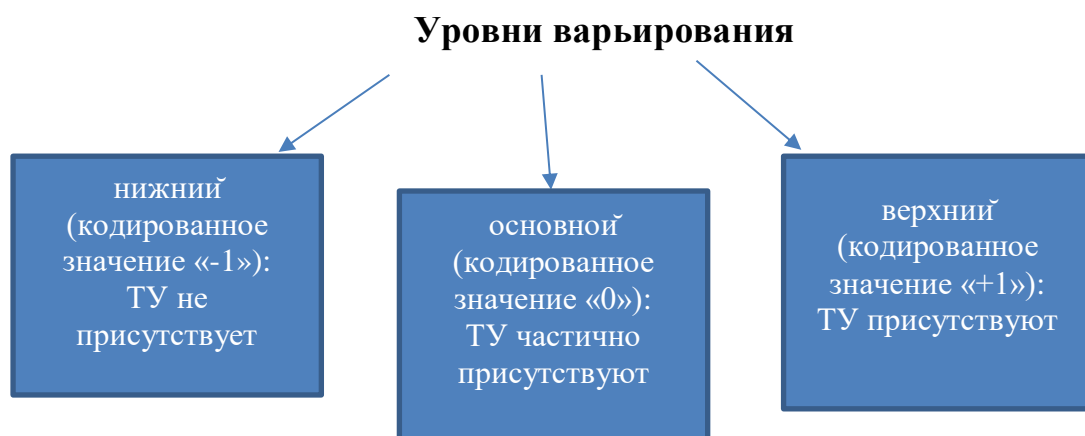 Уровни варьирования
нижний
(кодированное
значение «-1»):
ТУ не
присутствует
основной
(кодированное
значение «0»):
ТУ частично
присутствуют
верхний
(кодированное
значение «+1»):
ТУ присутствуют